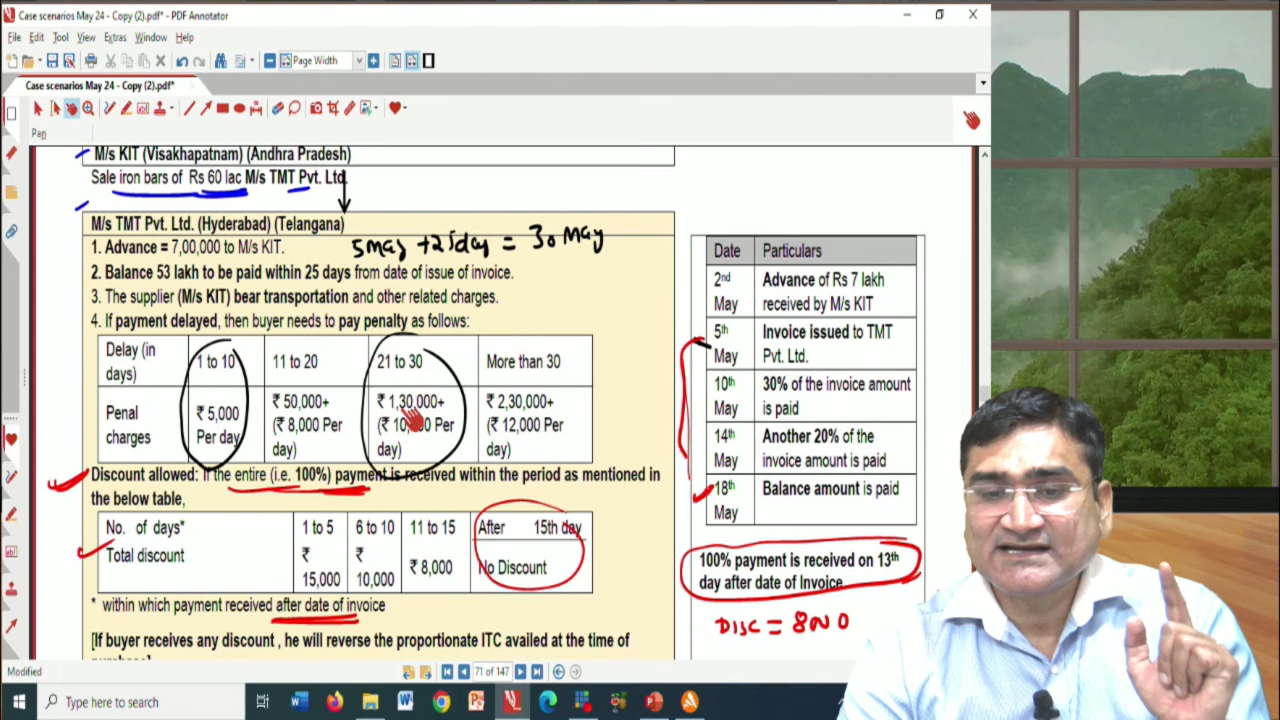 Case scenarios May 24 - Copy (2).pdf* - PDF Annotator
File Edit Tool View Extras Window Help
Page Width
Case scenarios May 24 - Copy (2).pdf*
Pan
M/s KIT (Visakhapatnam) (Andhra Pradesh)
Sale iron bars of Rs 60 lac M/s TMT Pvt. Ltd.
M/s TMT Pvt. Ltd. (Hyderabad) (Telangana)
1. Advance = 7,00,000 to M/s KIT.
5 May + 25 day = 30 May
2. Balance 53 lakh to be paid within 25 days from date of issue of invoice.
3. The supplier (M/s KIT) bear transportation and other related charges.
4. If payment delayed, then buyer needs to pay penalty as follows:
Delay (in days) 1 to 10 11 to 20 21 to 30 More than 30
Penal charges ₹ 5,000 Per day ₹ 50,000+ (₹ 8,000 Per day) ₹ 1,30,000+ (₹ 10, Per day) ₹ 2,30,000+ (₹ 12,000 Per day)
Discount allowed: If the entire (i.e. 100%) payment is received within the period as mentioned in
the below table,
No. of days* 1 to 5 6 to 10 11 to 15 After 15th day
Total discount ₹ 15,000 ₹ 10,000 ₹ 8,000 No Discount
* within which payment received after date of invoice
[If buyer receives any discount , he will reverse the proportionate ITC availed at the time of
Date Particulars
2nd May Advance of Rs 7 lakh received by M/s KIT
5th May Invoice issued to TMT Pvt. Ltd.
10th May 30% of the invoice amount is paid
14th May Another 20% of the invoice amount is paid
18th May Balance amount is paid
100% payment is received on 13th
day after date of Invoice
DISC = 8000
Modified
71 of 147
Type here to search